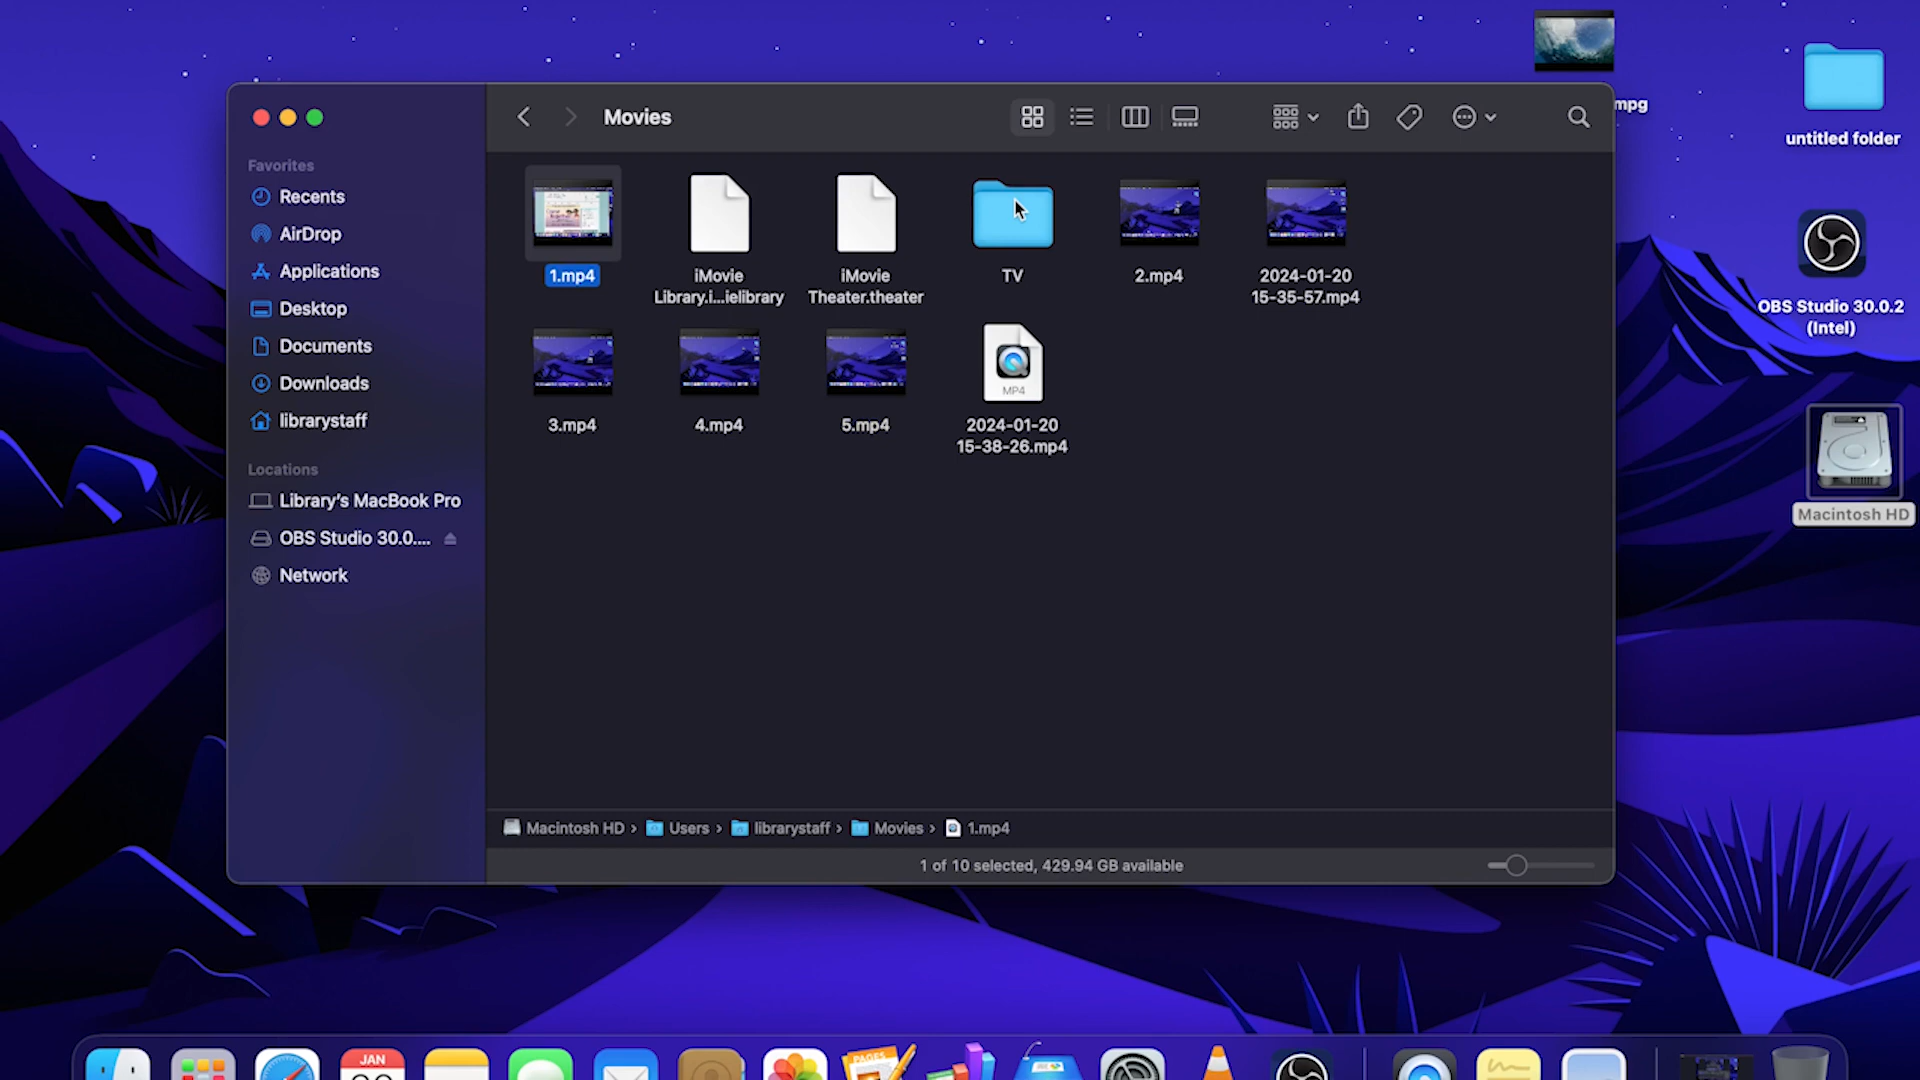 mpg
untitled folder
OBS Studio 30.0.2
(Intel)
Macintosh HD
Movies
Favorites
Recents
AirDrop
Applications
Desktop
Documents
Downloads
librarystaff
Locations
Library's MacBook Pro
OBS Studio 30.0....
Network
1.mp4
iMovie
Library.i...ielibrary
iMovie
Theater.theater
TV
2.mp4
2024-01-20
15-35-57.mp4
3.mp4
4.mp4
5.mp4
MP4
2024-01-20
15-38-26.mp4
Macintosh HD › Users › librarystaff › Movies › 1.mp4
1 of 10 selected, 429.94 GB available
JAN
PAGES